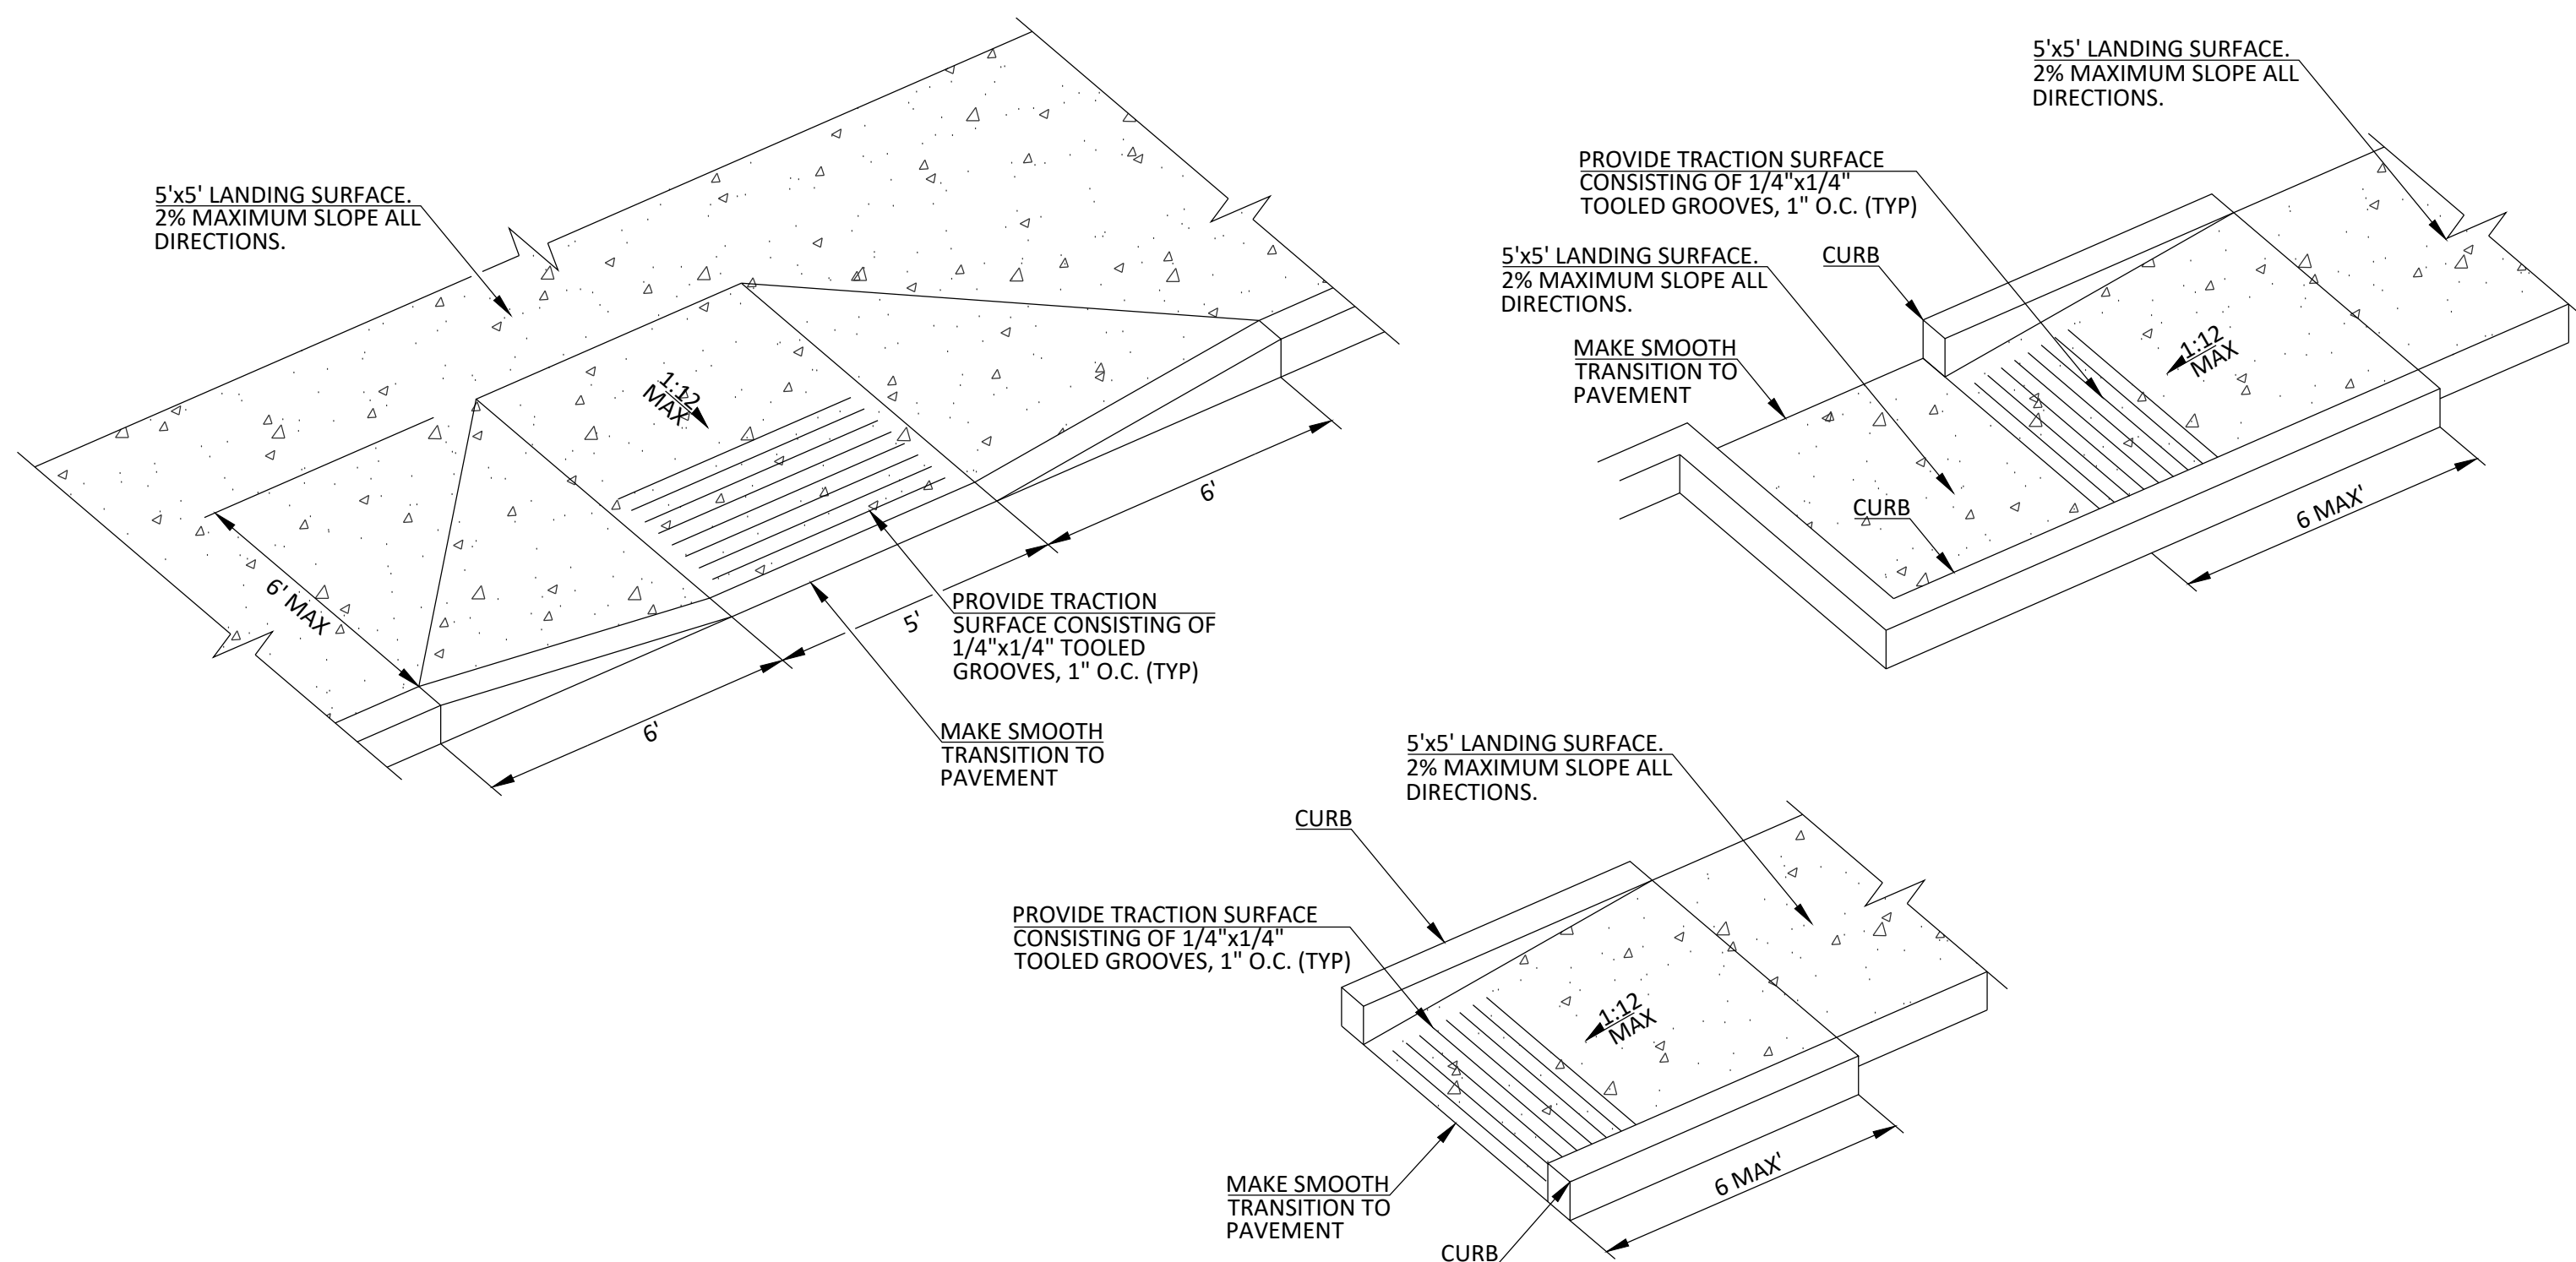 5'x5' LANDING SURFACE.
2% MAXIMUM SLOPE ALL
DIRECTIONS.
1:12
MAX
6' MAX
6'
5'
6'
PROVIDE TRACTION
SURFACE CONSISTING OF
1/4"x1/4" TOOLED
GROOVES, 1" O.C. (TYP)
MAKE SMOOTH
TRANSITION TO
PAVEMENT
5'x5' LANDING SURFACE.
2% MAXIMUM SLOPE ALL
DIRECTIONS.
PROVIDE TRACTION SURFACE
CONSISTING OF 1/4"x1/4"
TOOLED GROOVES, 1" O.C. (TYP)
5'x5' LANDING SURFACE.
2% MAXIMUM SLOPE ALL
DIRECTIONS.
CURB
MAKE SMOOTH
TRANSITION TO
PAVEMENT
1:12
MAX
CURB
6 MAX'
5'x5' LANDING SURFACE.
2% MAXIMUM SLOPE ALL
DIRECTIONS.
CURB
PROVIDE TRACTION SURFACE
CONSISTING OF 1/4"x1/4"
TOOLED GROOVES, 1" O.C. (TYP)
1:12
MAX
MAKE SMOOTH
TRANSITION TO
PAVEMENT
6 MAX'
CURB